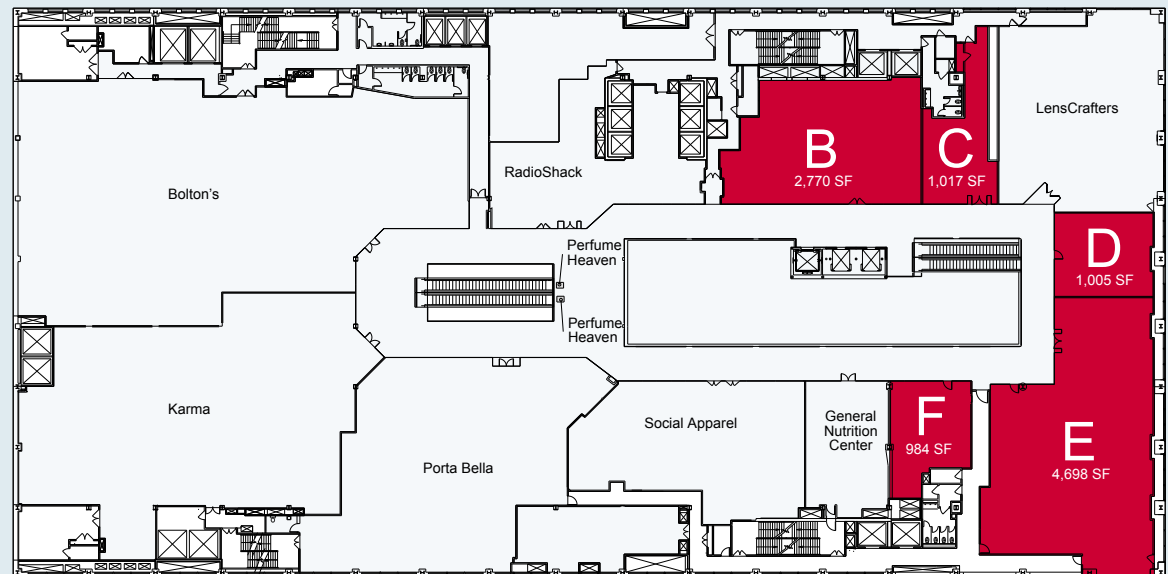 B
2,770 SF
C
1,017 SF
LensCrafters
RadioShack
Bolton's
D
1,005 SF
Perfume
Heaven
Perfume
Heaven
Karma
Porta Bella
Social Apparel
General
Nutrition
Center
F
984 SF
E
4,698 SF